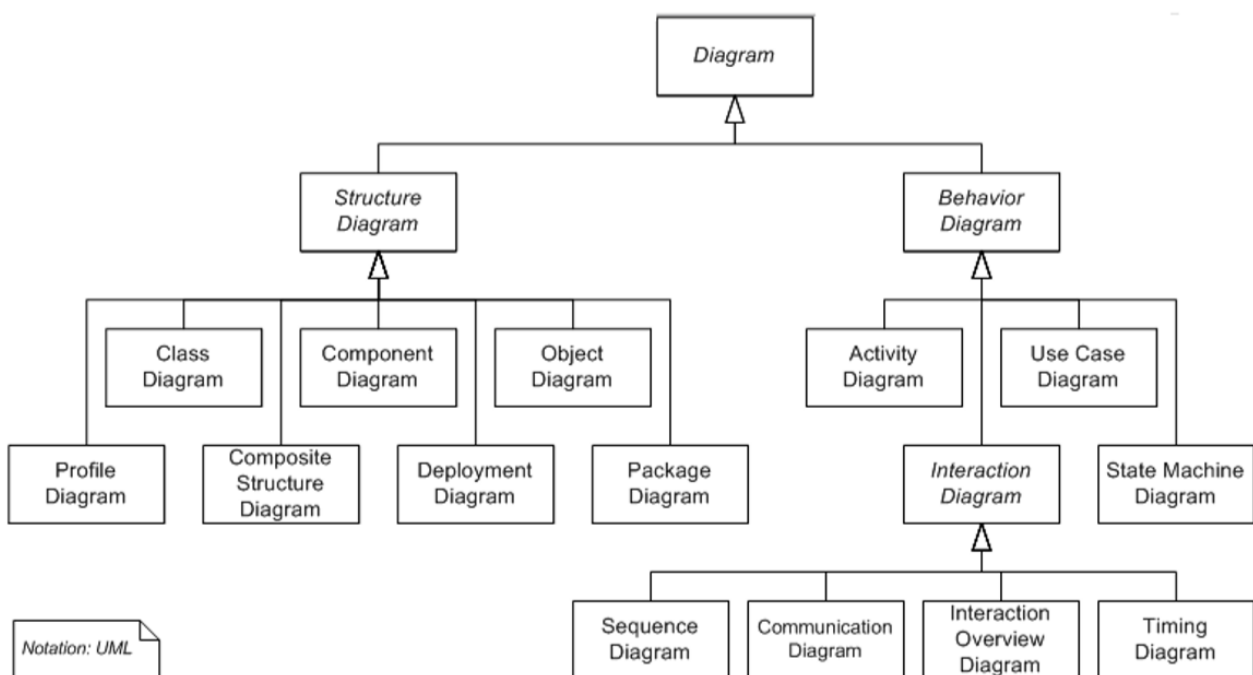 Diagram
Structure
Diagram
Behavior
Diagram
Class
Diagram
Component
Diagram
Object
Diagram
Activity
Diagram
Use Case
Diagram
Profile
Diagram
Composite
Structure
Diagram
Deployment
Diagram
Package
Diagram
Interaction
Diagram
State Machine
Diagram
Sequence
Diagram
Communication
Diagram
Interaction
Overview
Diagram
Timing
Diagram
Notation: UML